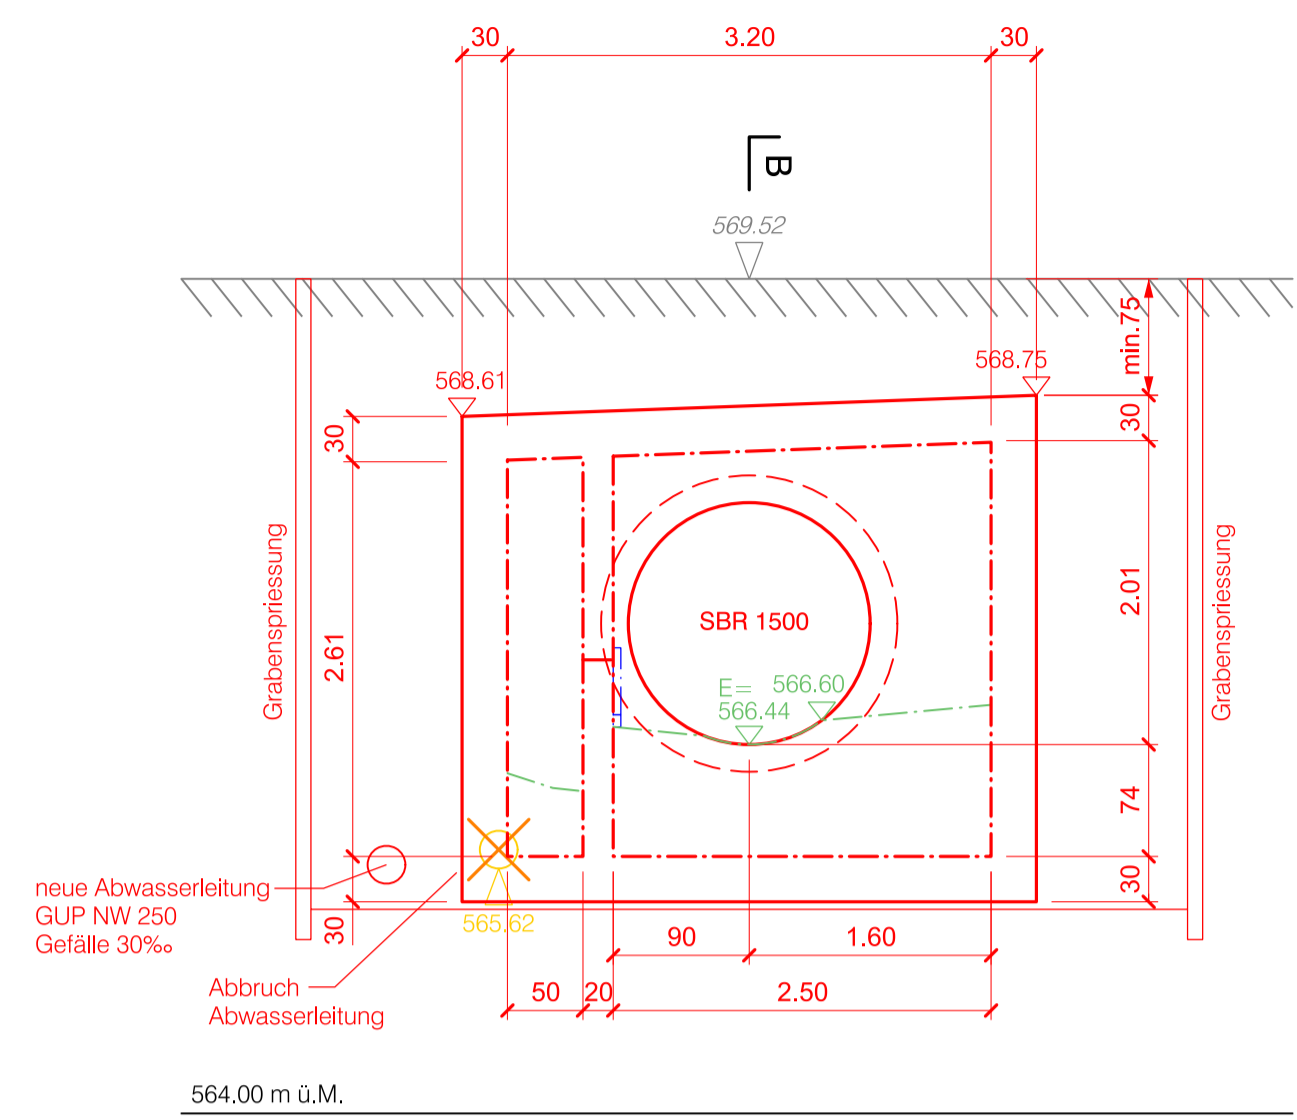 30
3.20
30
B
569.52
568.61
568.75
min.75
30
30
Grabenspriessung
2.61
SBR 1500
2.01
Grabenspriessung
E= 566.60
566.44
74
30
neue Abwasserleitung
GUP NW 250
Gefälle 30‰
30
565.62
90
1.60
Abbruch
Abwasserleitung
50
20
2.50
564.00 m ü.M.